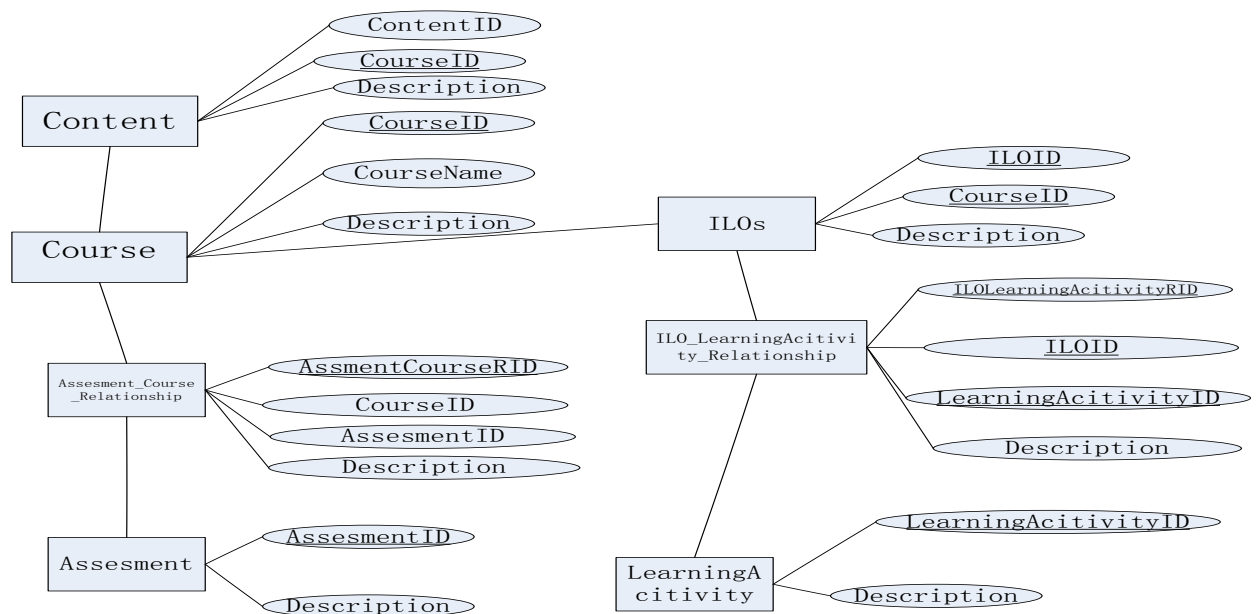 Content
ContentID
CourseID
Description
Course
CourseID
CourseName
Description
Assesment_Course
_Relationship
AssmentCourseRID
CourseID
AssesmentID
Description
Assesment
AssesmentID
Description
ILOs
ILOID
CourseID
Description
ILO_LearningAcitivi
ty_Relationship
ILOLearningAcitivityRID
ILOID
LearningAcitivityID
Description
LearningA
citivity
LearningAcitivityID
Description